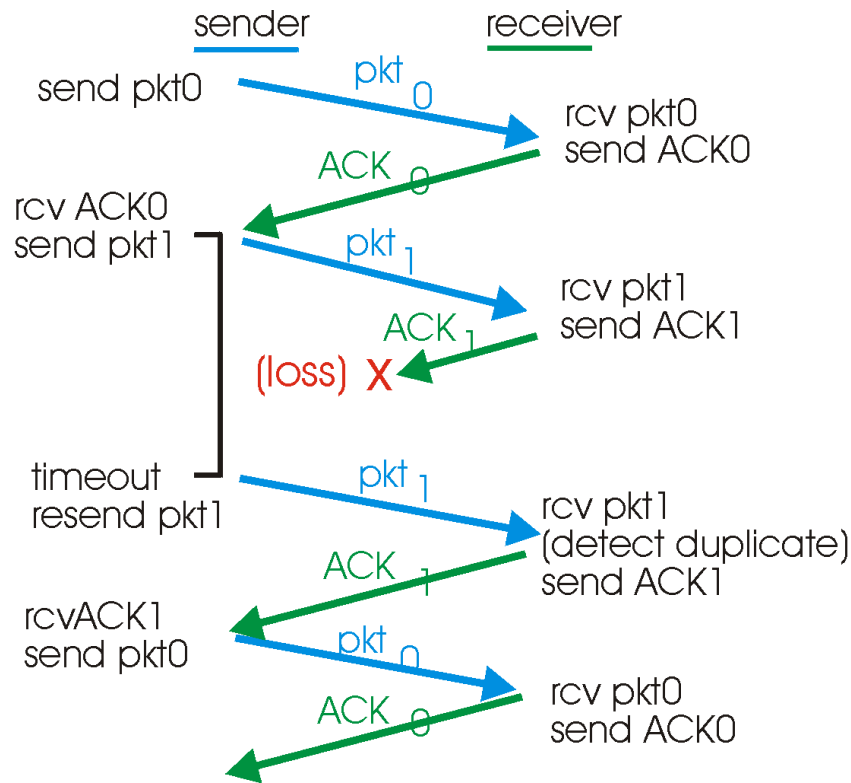 sender
receiver
send pkt0
pkt 0
rcv pkt0
send ACK0
ACK 0
rcv ACK0
send pkt1
pkt 1
rcv pkt1
send ACK1
ACK 1
(loss) X
timeout
resend pkt1
pkt 1
rcv pkt1
(detect duplicate)
send ACK1
ACK 1
rcvACK1
send pkt0
pkt 0
rcv pkt0
send ACK0
ACK 0